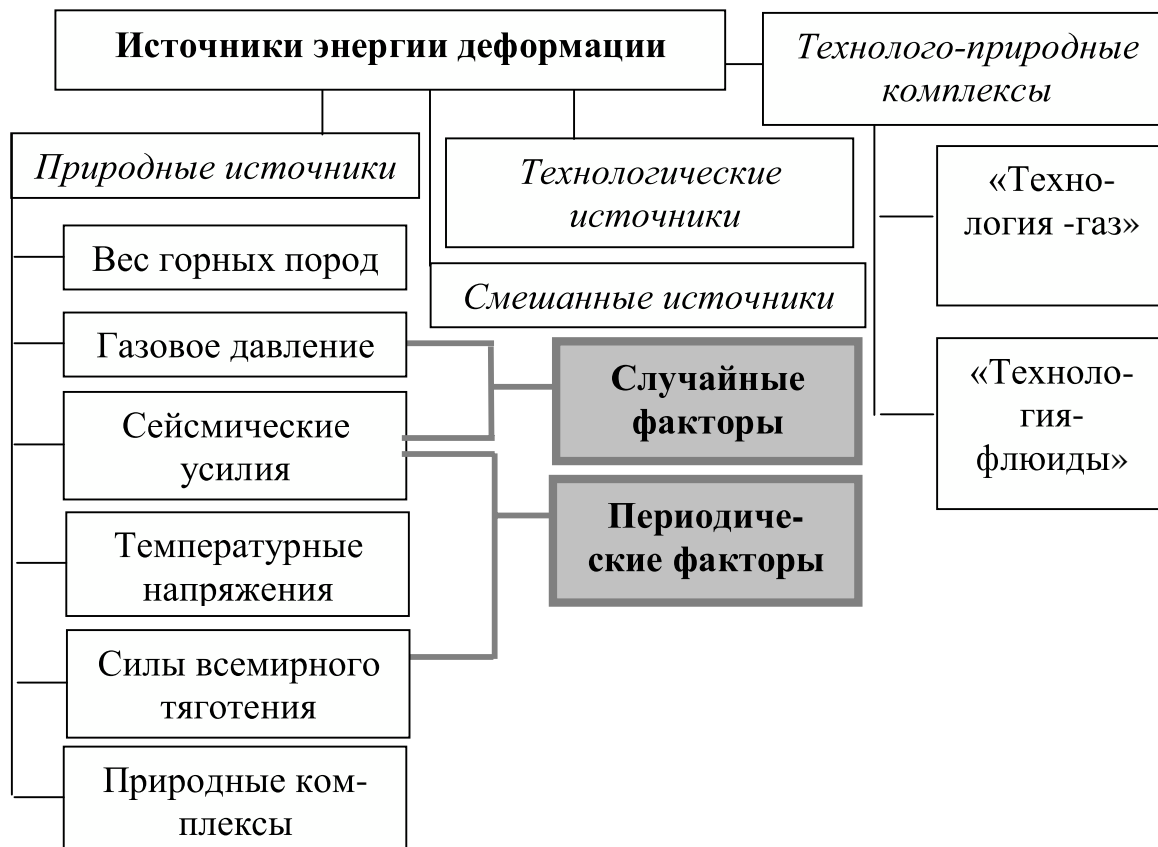 Источники энергии деформации
Технолого-природные
комплексы
Природные источники
Технологические
источники
Смешанные источники
Вес горных пород
Газовое давление
Сейсмические
усилия
Температурные
напряжения
Силы всемирного
тяготения
Природные ком-
плексы
Случайные
факторы
Периодиче-
ские факторы
«Техно-
логия -газ»
«Техноло-
гия-
флюиды»